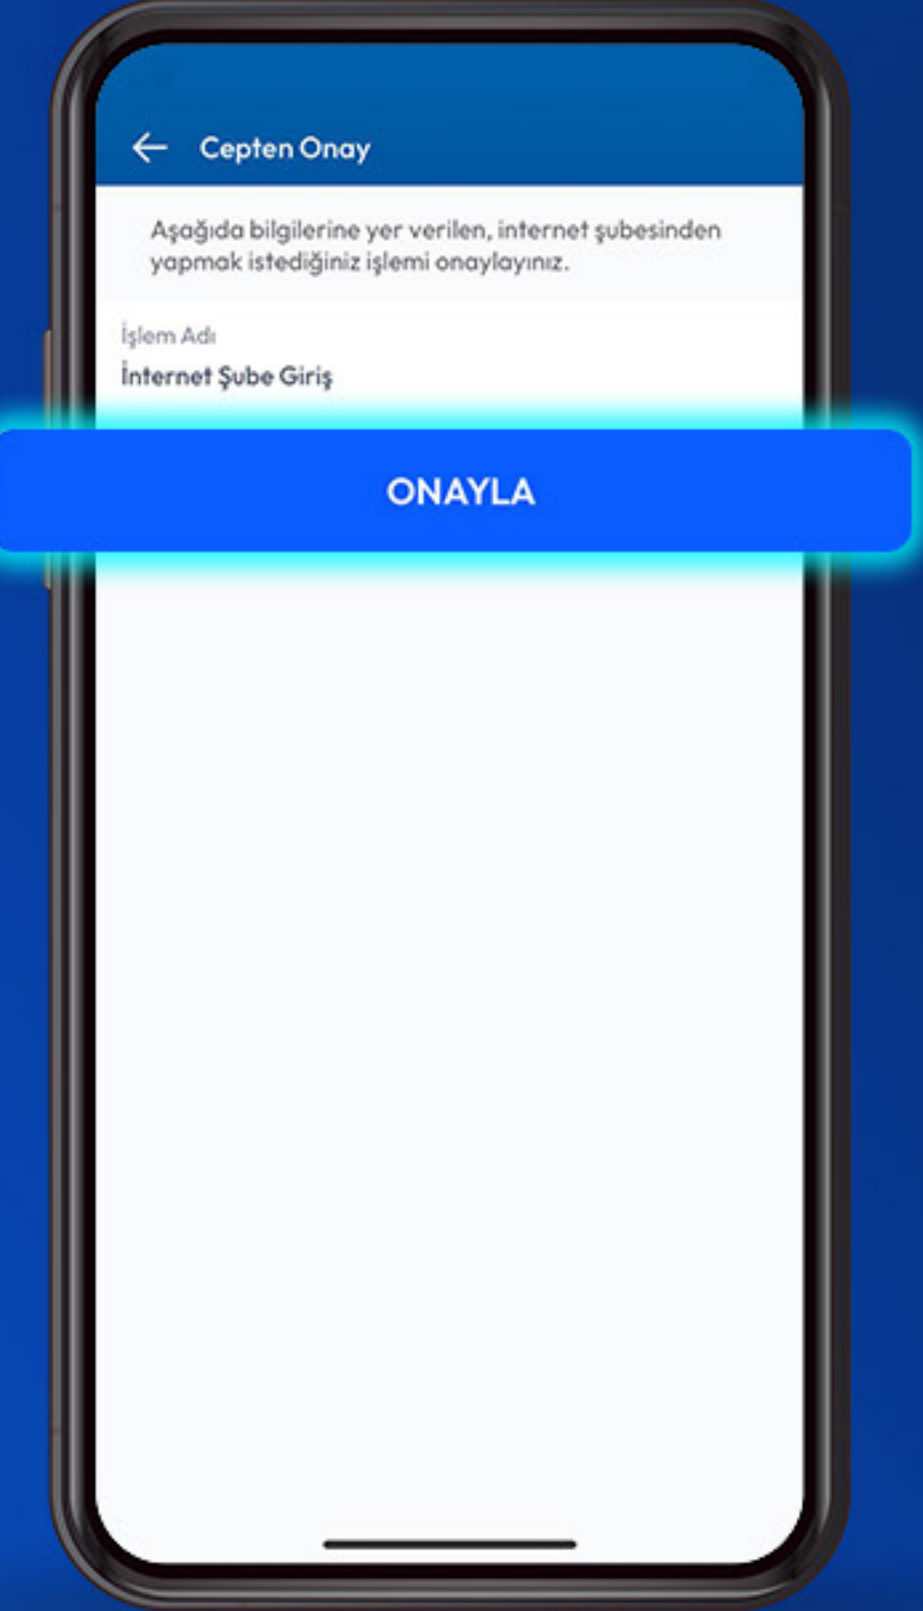 Cepten Onay
Aşağıda bilgilerine yer verilen, internet şubesinden
yapmak istediğiniz işlemi onaylayınız.
İşlem Adı
İnternet Şube Giriş
ONAYLA